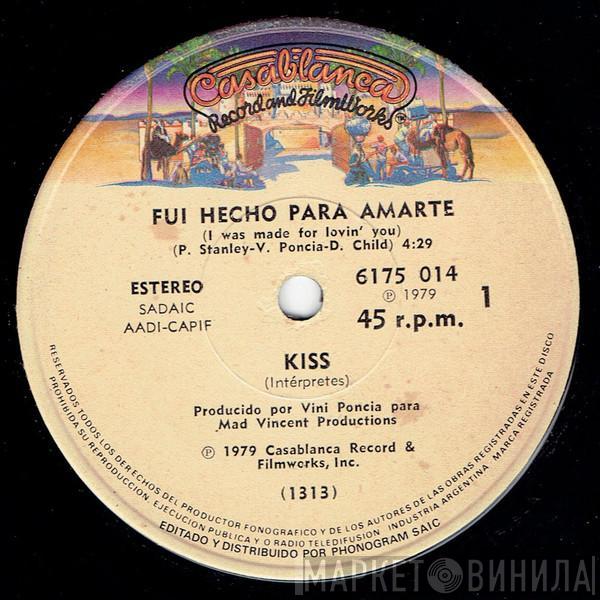 Casablanca
Record and FilmWorks
FUI HECHO PARA AMARTE
(I was made for lovin' you)
(P. Stanley-V. Poncia-D. Child) 4:29
ESTEREO
SADAIC
AADI-CAPIF
6175 014
℗ 1979
45 r.p.m.
1
KISS
(Intérpretes)
Producido por Vini Poncia para
Mad Vincent Productions
℗ 1979 Casablanca Record &
Filmworks, Inc.
(1313)
RESERVADOS TODOS LOS DERECHOS DEL PRODUCTOR FONOGRAFICO Y DE LOS AUTORES DE LAS OBRAS REGISTRADAS EN ESTE DISCO
PROHIBIDA SU REPRODUCCION, EJECUCION PUBLICA Y O RADIO TELEDIFUSION INDUSTRIA ARGENTINA MARCA REGISTRADA
EDITADO Y DISTRIBUIDO POR PHONOGRAM SAIC
МАРКЕТ ВИНИЛА